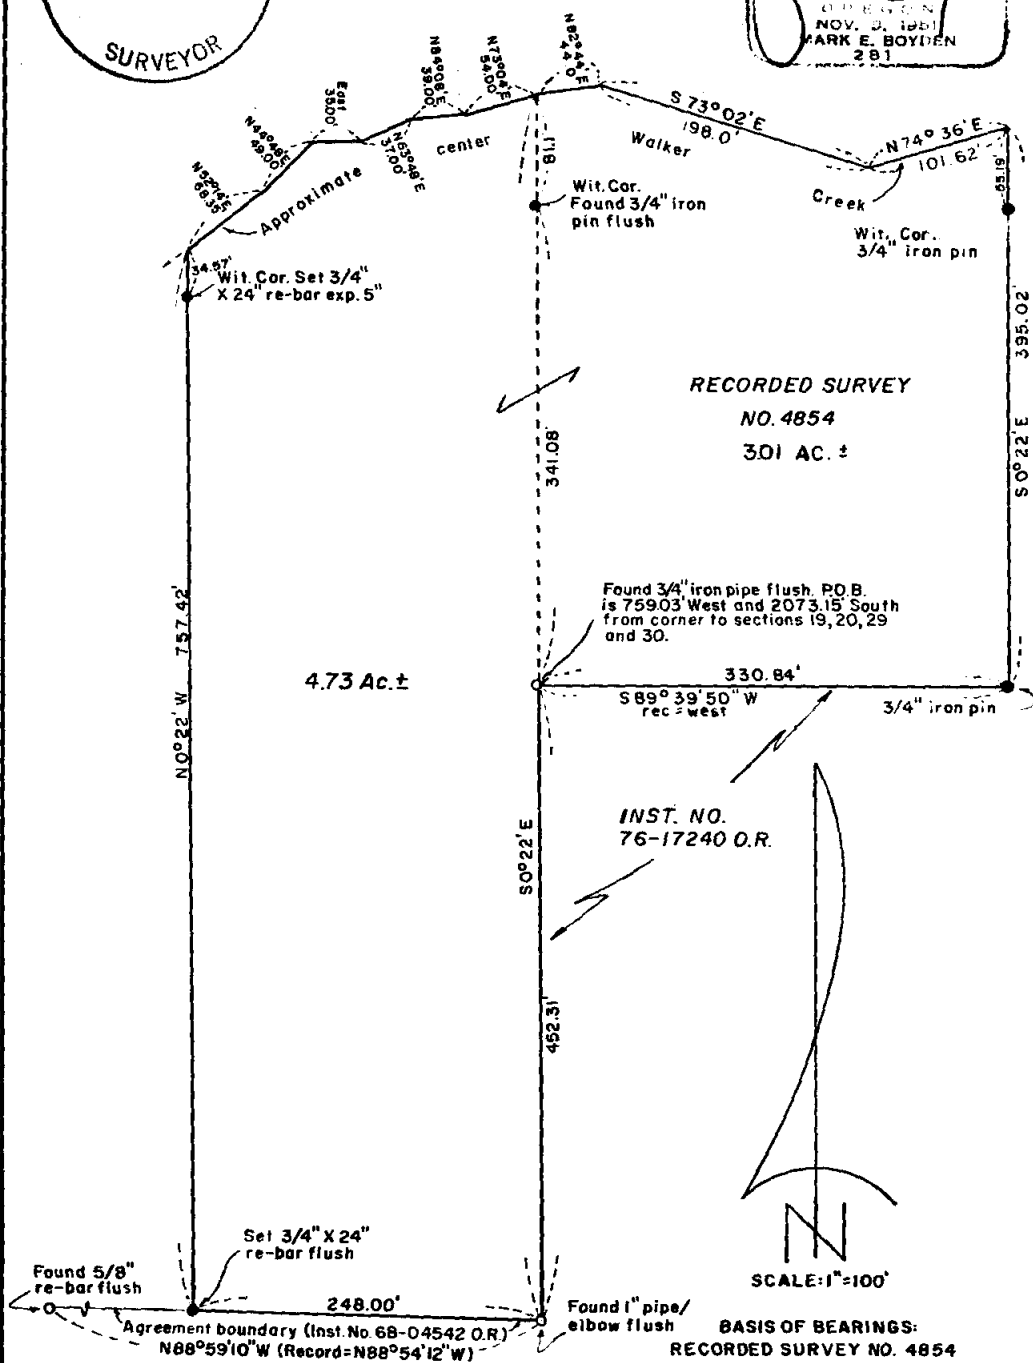 SURVEYOR
OREGON
NOV. 9, 1951
MARK E. BOYDEN
281
N52°14'E
68.35'
N44°48'E
49.00'
East
35.00'
N63°48'E
37.00'
N84°08'E
39.00'
N73°04'E
54.00'
N82°44'E
44.0'
S 73°02'E
198.0'
N74°36'E
101.62'
Approximate
center
Walker
Creek
34.57'
Wit. Cor. Set 3/4"
X 24" re-bar exp. 5"
81.1'
Wit. Cor.
Found 3/4" iron
pin flush
Wit. Cor.
3/4" iron pin
65.19'
S0°22'E 395.02'
RECORDED SURVEY
NO. 4854
3.01 AC. ±
341.08'
Found 3/4" iron pipe flush. P.O.B.
is 759.03' West and 2073.15' South
from corner to sections 19, 20, 29
and 30.
330.84'
S89°39'50"W
rec = west
3/4" iron pin
N0°22'W 757.42'
4.73 Ac. ±
INST. NO.
76-17240 O.R.
S0°22'E
452.31'
N
SCALE: 1"=100'
Set 3/4" X 24"
re-bar flush
Found 5/8"
re-bar flush
248.00'
Agreement boundary (Inst. No. 68-04542 O.R.)
N88°59'10"W (Record=N88°54'12"W)
Found 1" pipe/
elbow flush
BASIS OF BEARINGS:
RECORDED SURVEY NO. 4854